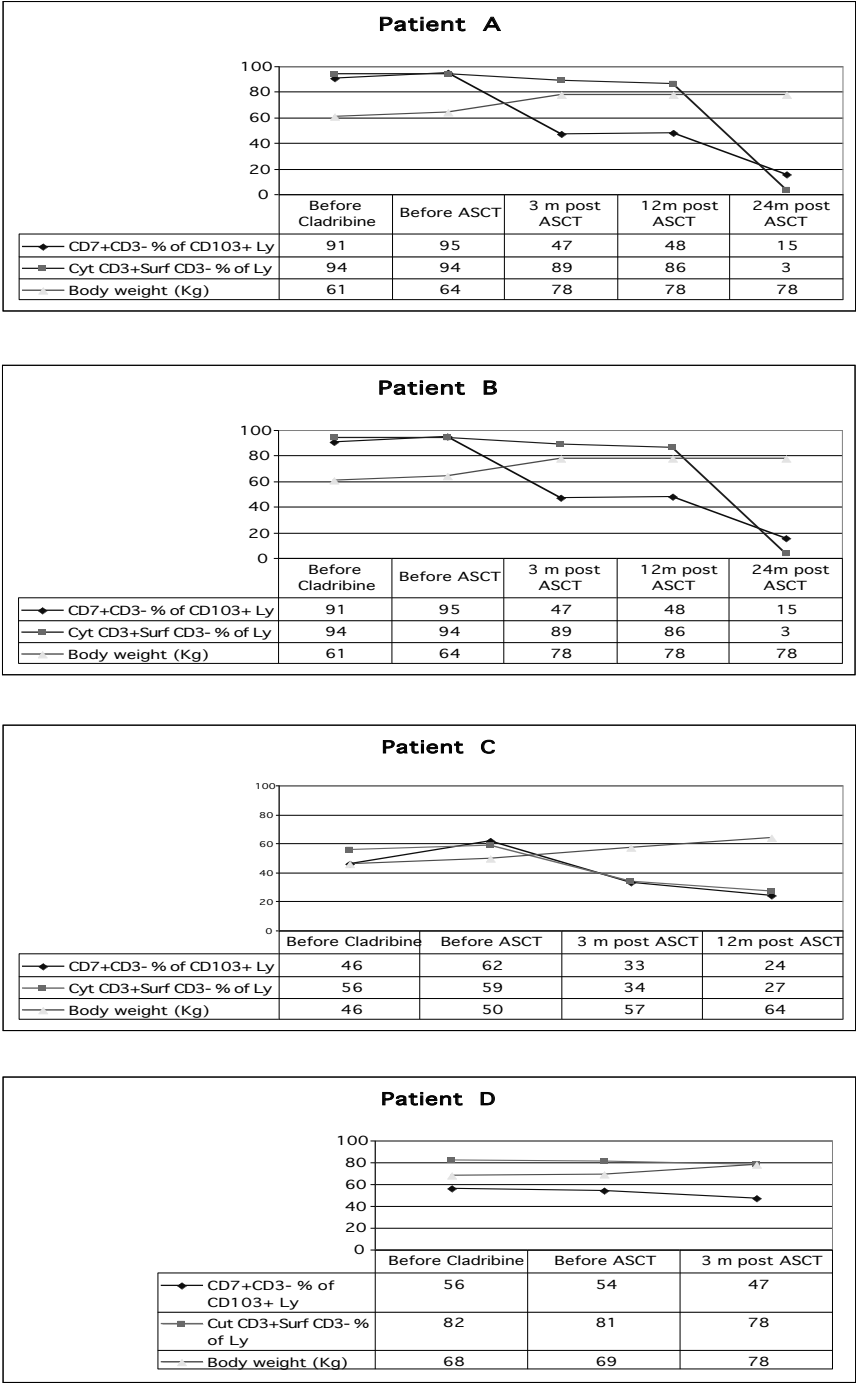 Patient A
100
80
60
40
20
0
Before Cladribine Before ASCT 3 m post ASCT 12m post ASCT 24m post ASCT
CD7+CD3- % of CD103+ Ly 91 95 47 48 15
Cyt CD3+Surf CD3- % of Ly 94 94 89 86 3
Body weight (Kg) 61 64 78 78 78
Patient B
100
80
60
40
20
0
Before Cladribine Before ASCT 3 m post ASCT 12m post ASCT 24m post ASCT
CD7+CD3- % of CD103+ Ly 91 95 47 48 15
Cyt CD3+Surf CD3- % of Ly 94 94 89 86 3
Body weight (Kg) 61 64 78 78 78
Patient C
100
80
60
40
20
0
Before Cladribine Before ASCT 3 m post ASCT 12m post ASCT
CD7+CD3- % of CD103+ Ly 46 62 33 24
Cyt CD3+Surf CD3- % of Ly 56 59 34 27
Body weight (Kg) 46 50 57 64
Patient D
100
80
60
40
20
0
Before Cladribine Before ASCT 3 m post ASCT
CD7+CD3- % of 56 54 47
CD103+ Ly
Cut CD3+Surf CD3- % 82 81 78
of Ly
Body weight (Kg) 68 69 78